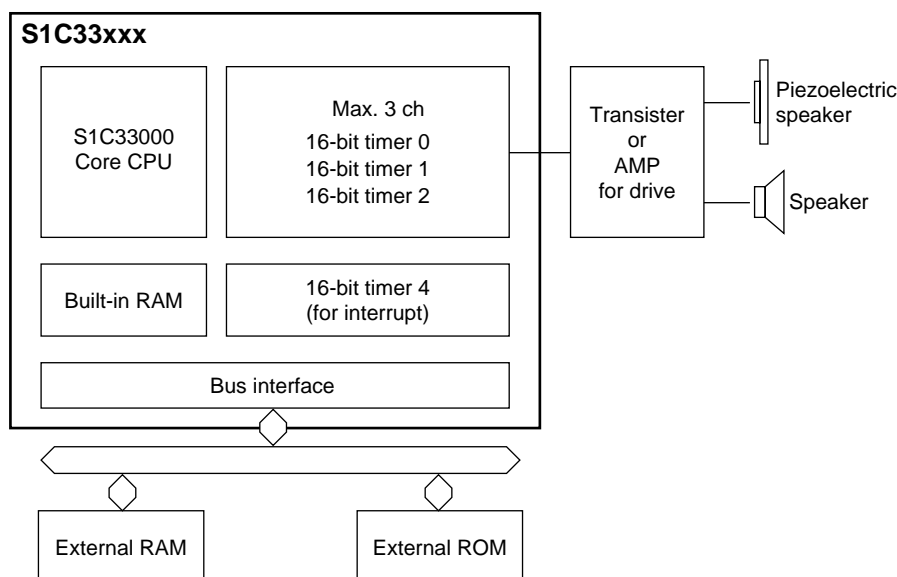 S1C33xxx
S1C33000
Core CPU
Max. 3 ch
16-bit timer 0
16-bit timer 1
16-bit timer 2
Transister
or
AMP
for drive
Piezoelectric
speaker
Speaker
Built-in RAM
16-bit timer 4
(for interrupt)
Bus interface
External RAM
External ROM